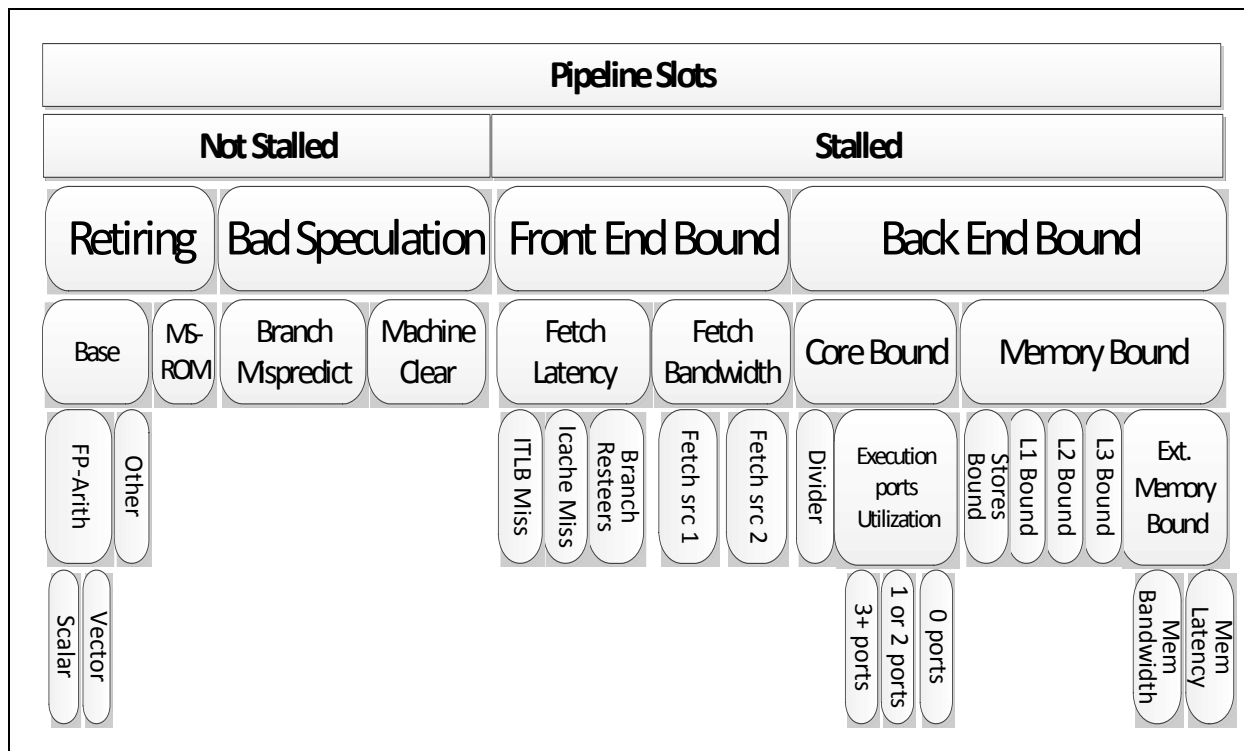 Pipeline Slots
Not Stalled
Stalled
Retiring
Bad Speculation
Front End Bound
Back End Bound
Base
MS-
ROM
Branch
Mispredict
Machine
Clear
Fetch
Latency
Fetch
Bandwidth
Core Bound
Memory Bound
FP-Arith
Other
ITLB Miss
Icache Miss
Branch
Resteers
Fetch src 1
Fetch src 2
Divider
Execution
ports
Utilization
Stores
Bound
L1 Bound
L2 Bound
L3 Bound
Ext.
Memory
Bound
Scalar
Vector
3+ ports
1 or 2 ports
0 ports
Mem
Bandwidth
Mem
Latency